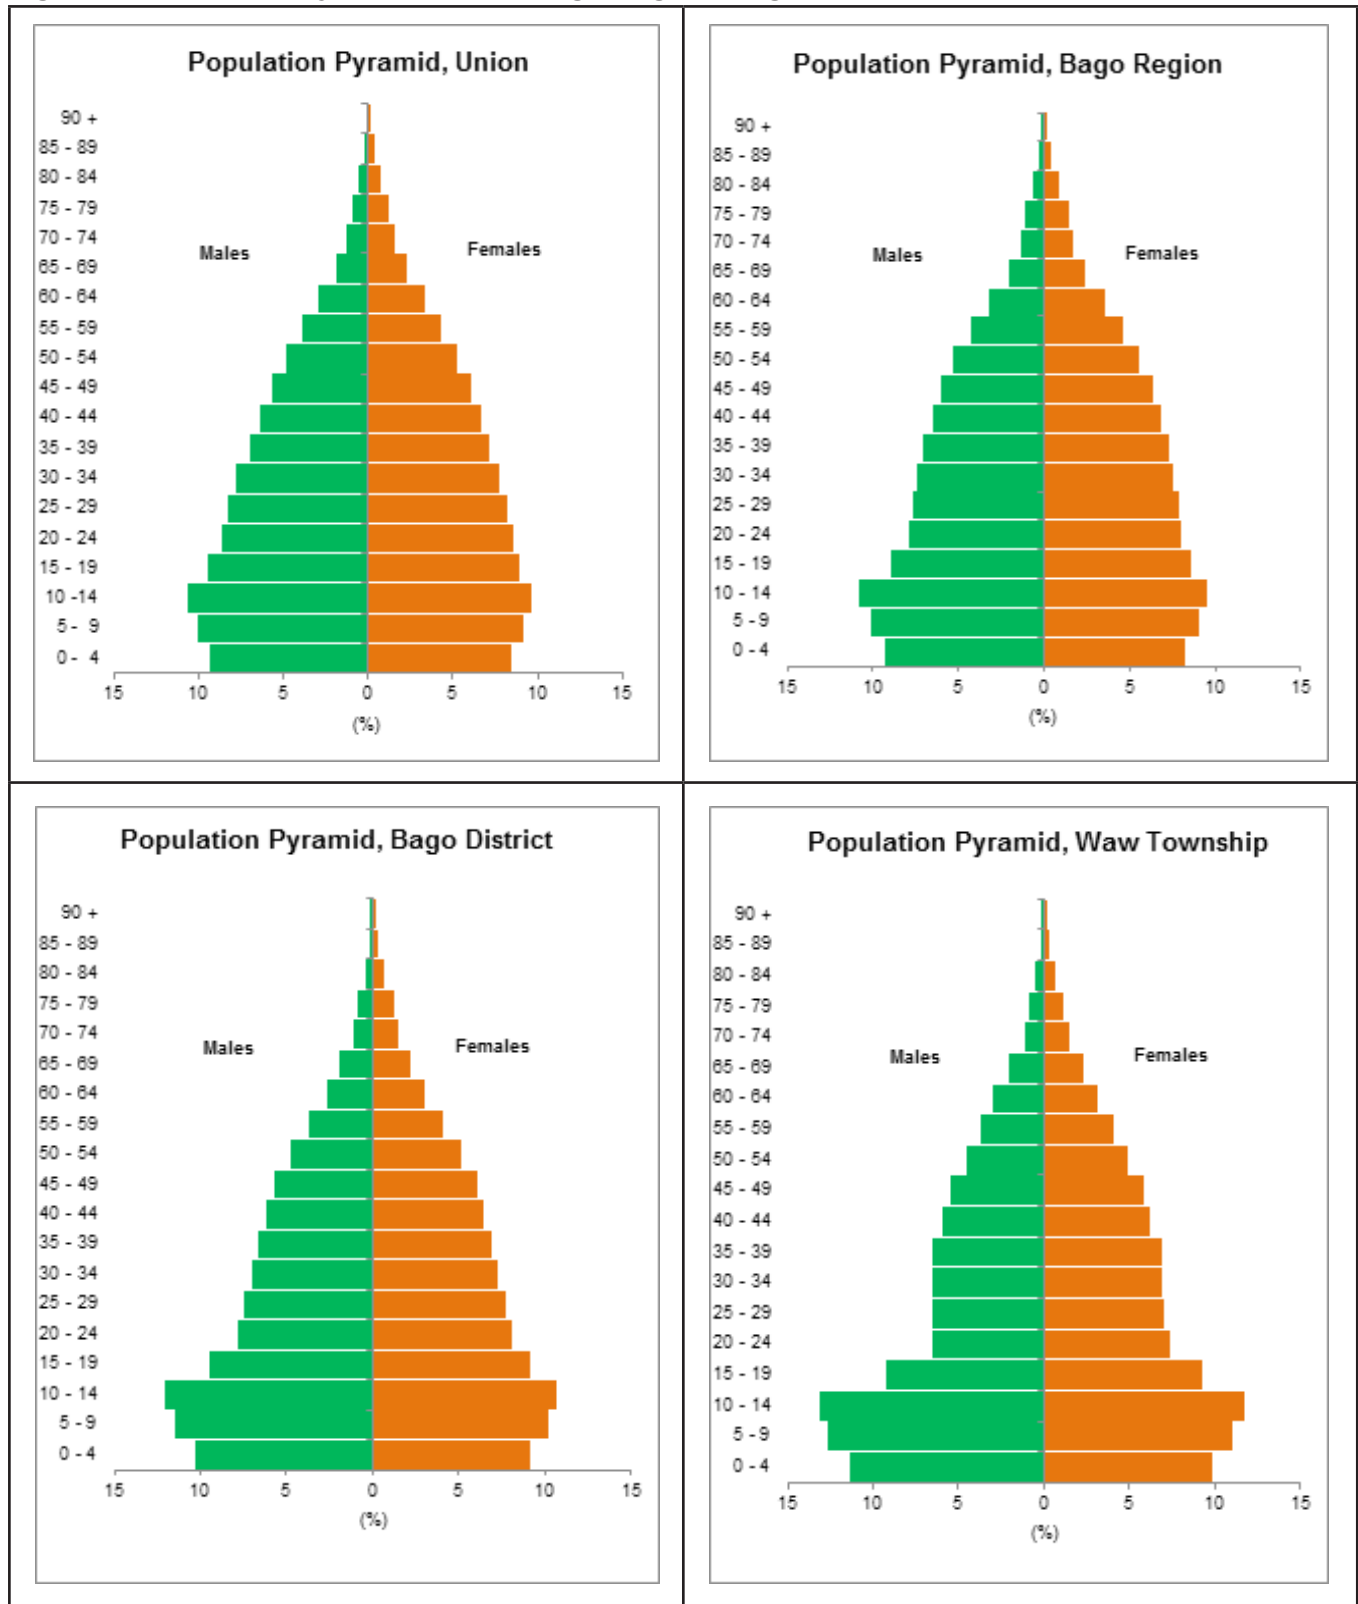 Population Pyramid, Union
90 +
85 - 89
80 - 84
75 - 79
70 - 74
65 - 69
60 - 64
55 - 59
50 - 54
45 - 49
40 - 44
35 - 39
30 - 34
25 - 29
20 - 24
15 - 19
10 -14
5 - 9
0 - 4
Males
Females
15 10 5 0 5 10 15
(%)
Population Pyramid, Bago Region
90 +
85 - 89
80 - 84
75 - 79
70 - 74
65 - 69
60 - 64
55 - 59
50 - 54
45 - 49
40 - 44
35 - 39
30 - 34
25 - 29
20 - 24
15 - 19
10 - 14
5 - 9
0 - 4
Males
Females
15 10 5 0 5 10 15
(%)
Population Pyramid, Bago District
90 +
85 - 89
80 - 84
75 - 79
70 - 74
65 - 69
60 - 64
55 - 59
50 - 54
45 - 49
40 - 44
35 - 39
30 - 34
25 - 29
20 - 24
15 - 19
10 - 14
5 - 9
0 - 4
Males
Females
15 10 5 0 5 10 15
(%)
Population Pyramid, Waw Township
90 +
85 - 89
80 - 84
75 - 79
70 - 74
65 - 69
60 - 64
55 - 59
50 - 54
45 - 49
40 - 44
35 - 39
30 - 34
25 - 29
20 - 24
15 - 19
10 - 14
5 - 9
0 - 4
Males
Females
15 10 5 0 5 10 15
(%)